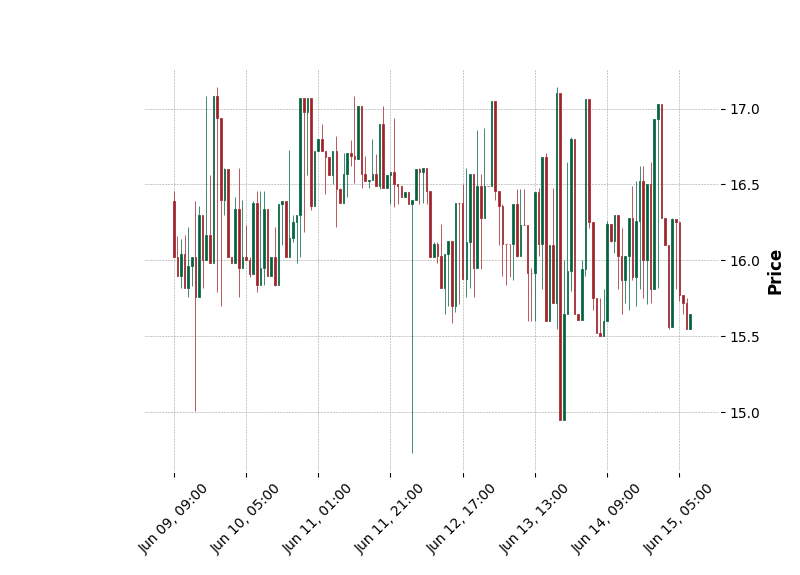 17.0
16.5
16.0
15.5
15.0
Price
Jun 09, 09:00
Jun 10, 05:00
Jun 11, 01:00
Jun 11, 21:00
Jun 12, 17:00
Jun 13, 13:00
Jun 14, 09:00
Jun 15, 05:00